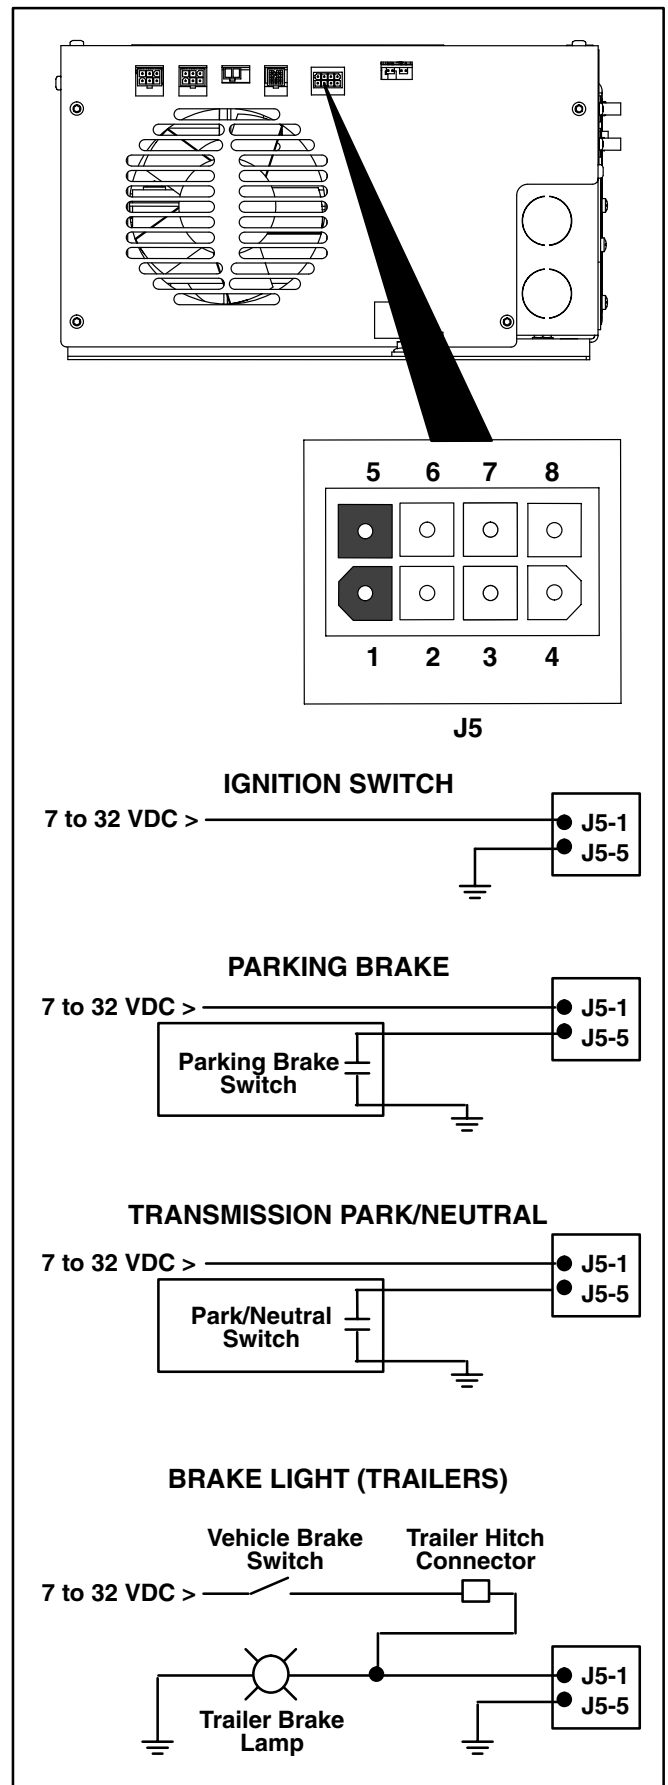 5 6 7 8
1 2 3 4
J5
IGNITION SWITCH
7 to 32 VDC >
J5-1
J5-5
PARKING BRAKE
7 to 32 VDC >
J5-1
J5-5
Parking Brake
Switch
TRANSMISSION PARK/NEUTRAL
7 to 32 VDC >
J5-1
J5-5
Park/Neutral
Switch
BRAKE LIGHT (TRAILERS)
Vehicle Brake
Switch
Trailer Hitch
Connector
7 to 32 VDC >
J5-1
J5-5
Trailer Brake
Lamp